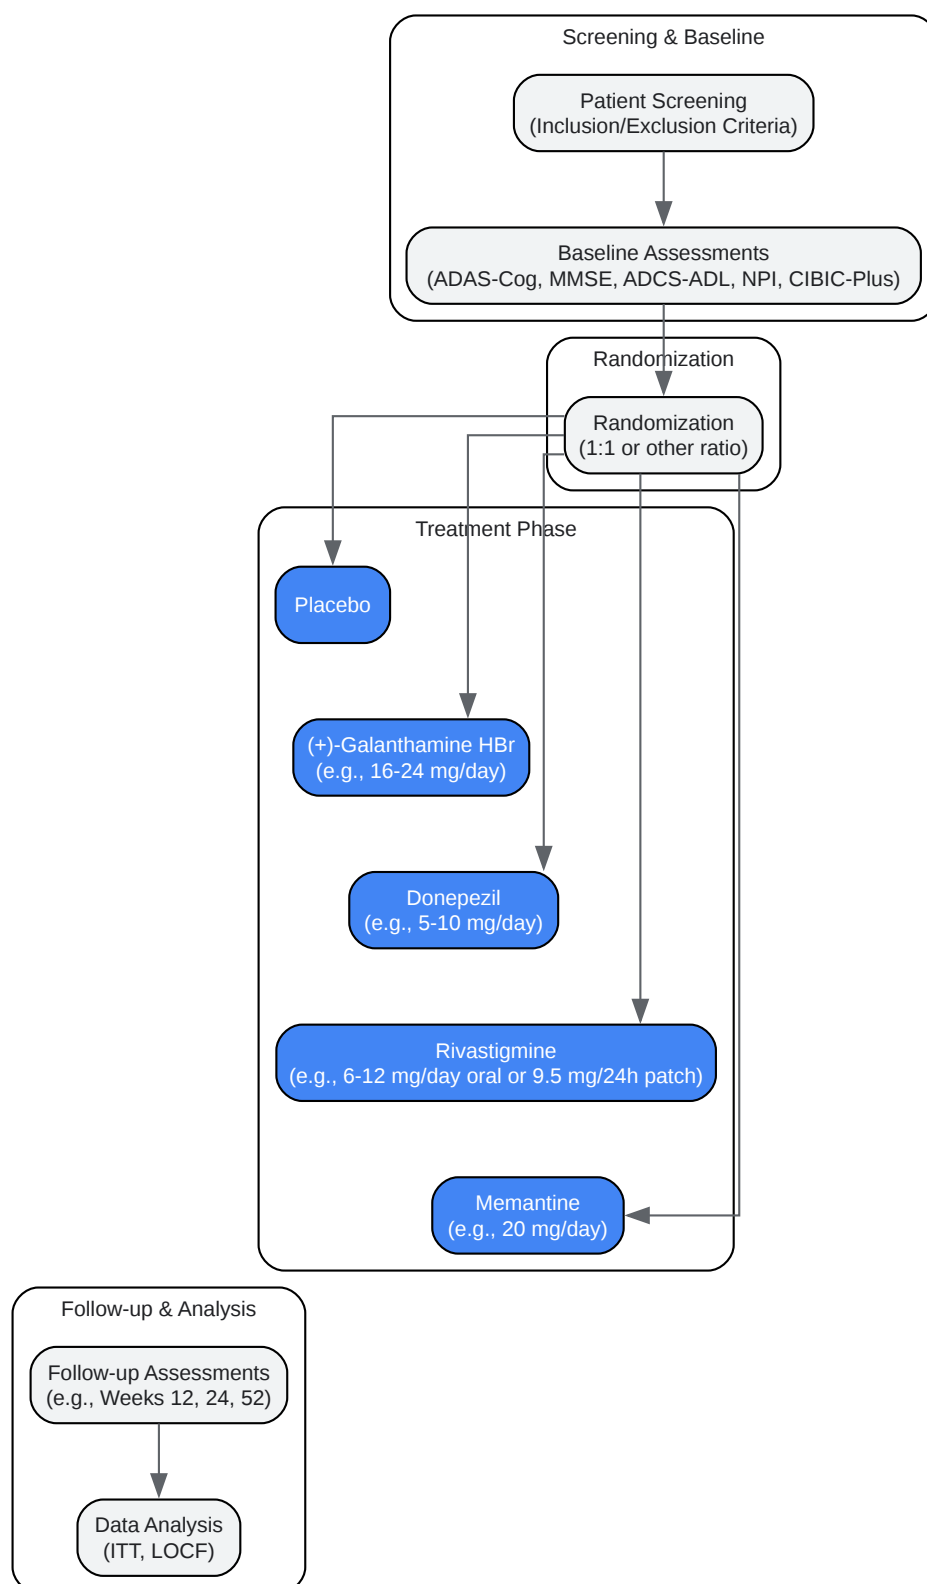 Screening & Baseline
Patient Screening
(Inclusion/Exclusion Criteria)
Baseline Assessments
(ADAS-Cog, MMSE, ADCS-ADL, NPI, CIBIC-Plus)
Randomization
Randomization
(1:1 or other ratio)
Treatment Phase
Placebo
(+)-Galanthamine HBr
(e.g., 16-24 mg/day)
Donepezil
(e.g., 5-10 mg/day)
Rivastigmine
(e.g., 6-12 mg/day oral or 9.5 mg/24h patch)
Memantine
(e.g., 20 mg/day)
Follow-up & Analysis
Follow-up Assessments
(e.g., Weeks 12, 24, 52)
Data Analysis
(ITT, LOCF)